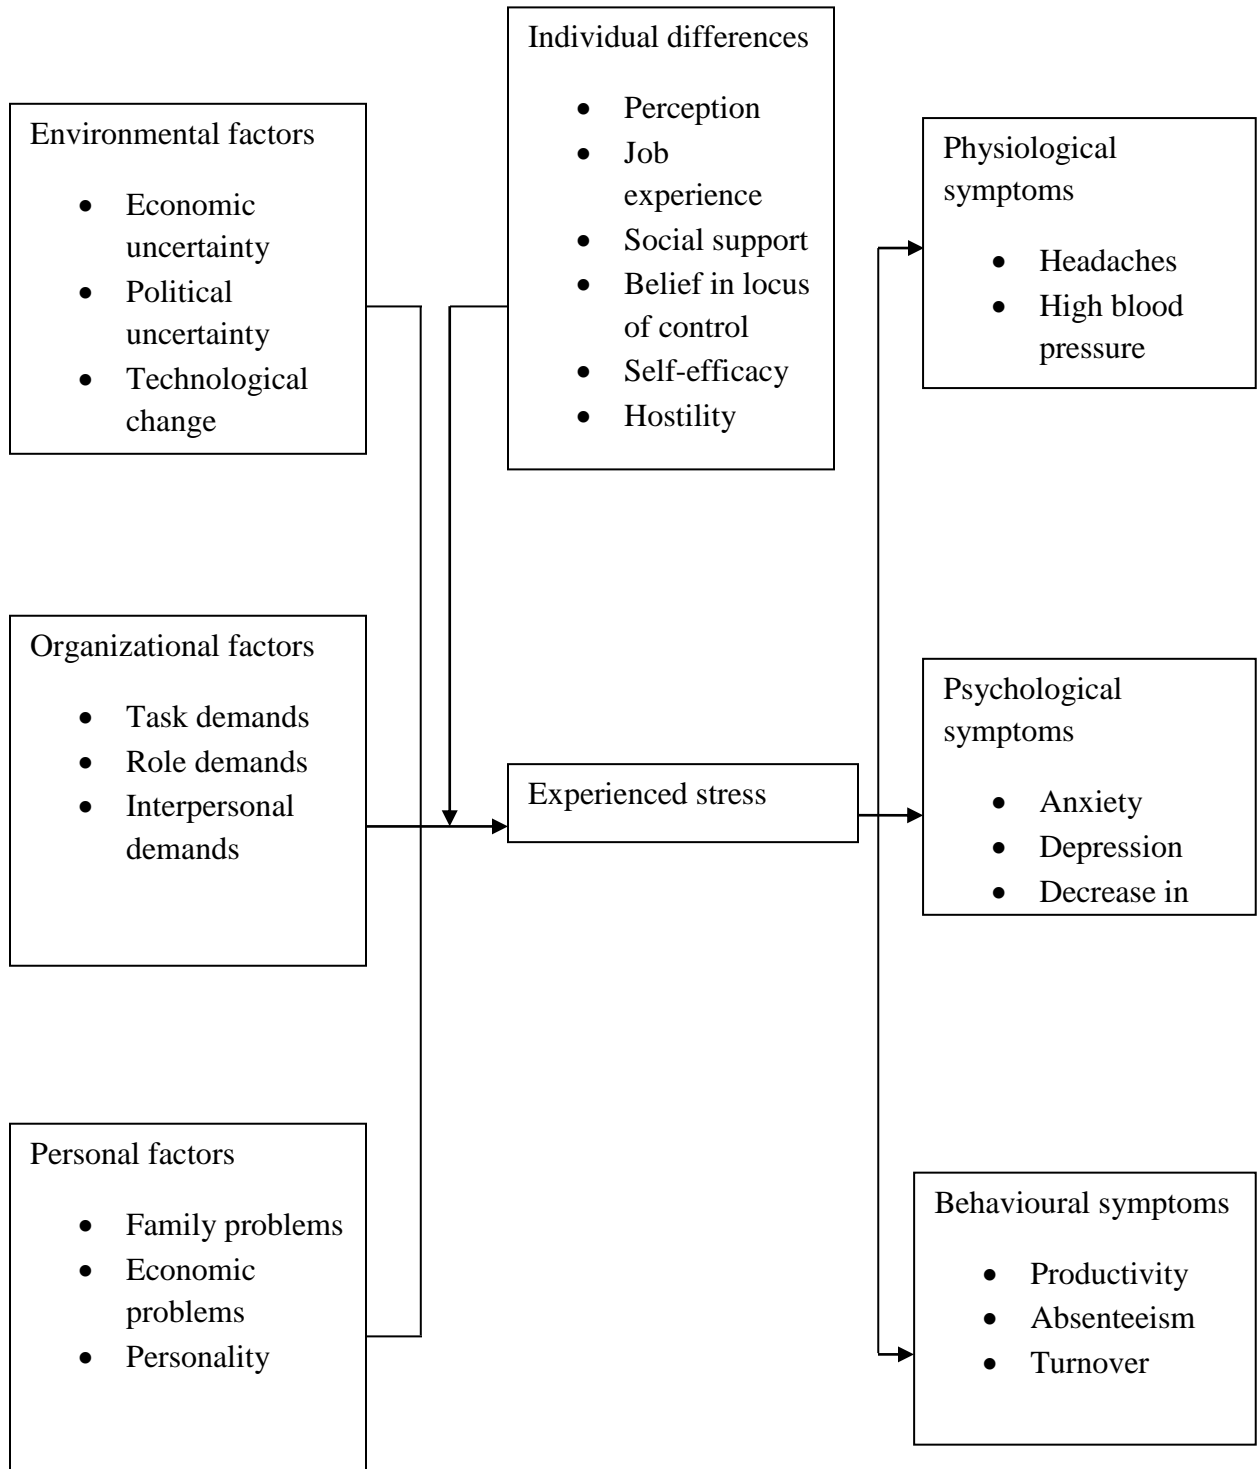 Individual differences
• Perception
• Job
experience
• Social support
• Belief in locus
of control
• Self-efficacy
• Hostility
Environmental factors
• Economic
uncertainty
• Political
uncertainty
• Technological
change
Physiological
symptoms
• Headaches
• High blood
pressure
Organizational factors
• Task demands
• Role demands
• Interpersonal
demands
Experienced stress
Psychological
symptoms
• Anxiety
• Depression
• Decrease in
Personal factors
• Family problems
• Economic
problems
• Personality
Behavioural symptoms
• Productivity
• Absenteeism
• Turnover